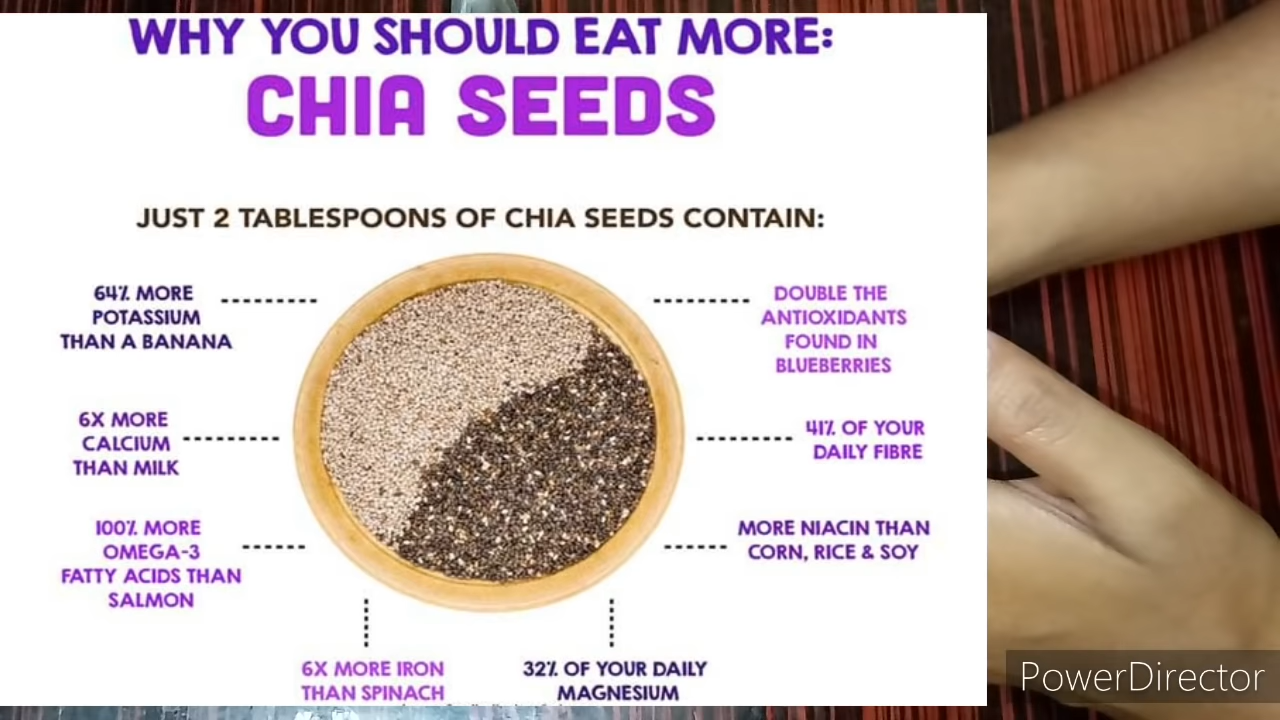 WHY YOU SHOULD EAT MORE:
CHIA SEEDS
JUST 2 TABLESPOONS OF CHIA SEEDS CONTAIN:
64% MORE
POTASSIUM
THAN A BANANA
6X MORE
CALCIUM
THAN MILK
100% MORE
OMEGA-3
FATTY ACIDS THAN
SALMON
6X MORE IRON
THAN SPINACH
32% OF YOUR DAILY
MAGNESIUM
DOUBLE THE
ANTIOXIDANTS
FOUND IN
BLUEBERRIES
41% OF YOUR
DAILY FIBRE
MORE NIACIN THAN
CORN, RICE & SOY
PowerDirector